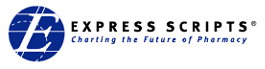 EXPRESS SCRIPTS®
Charting the Future of Pharmacy